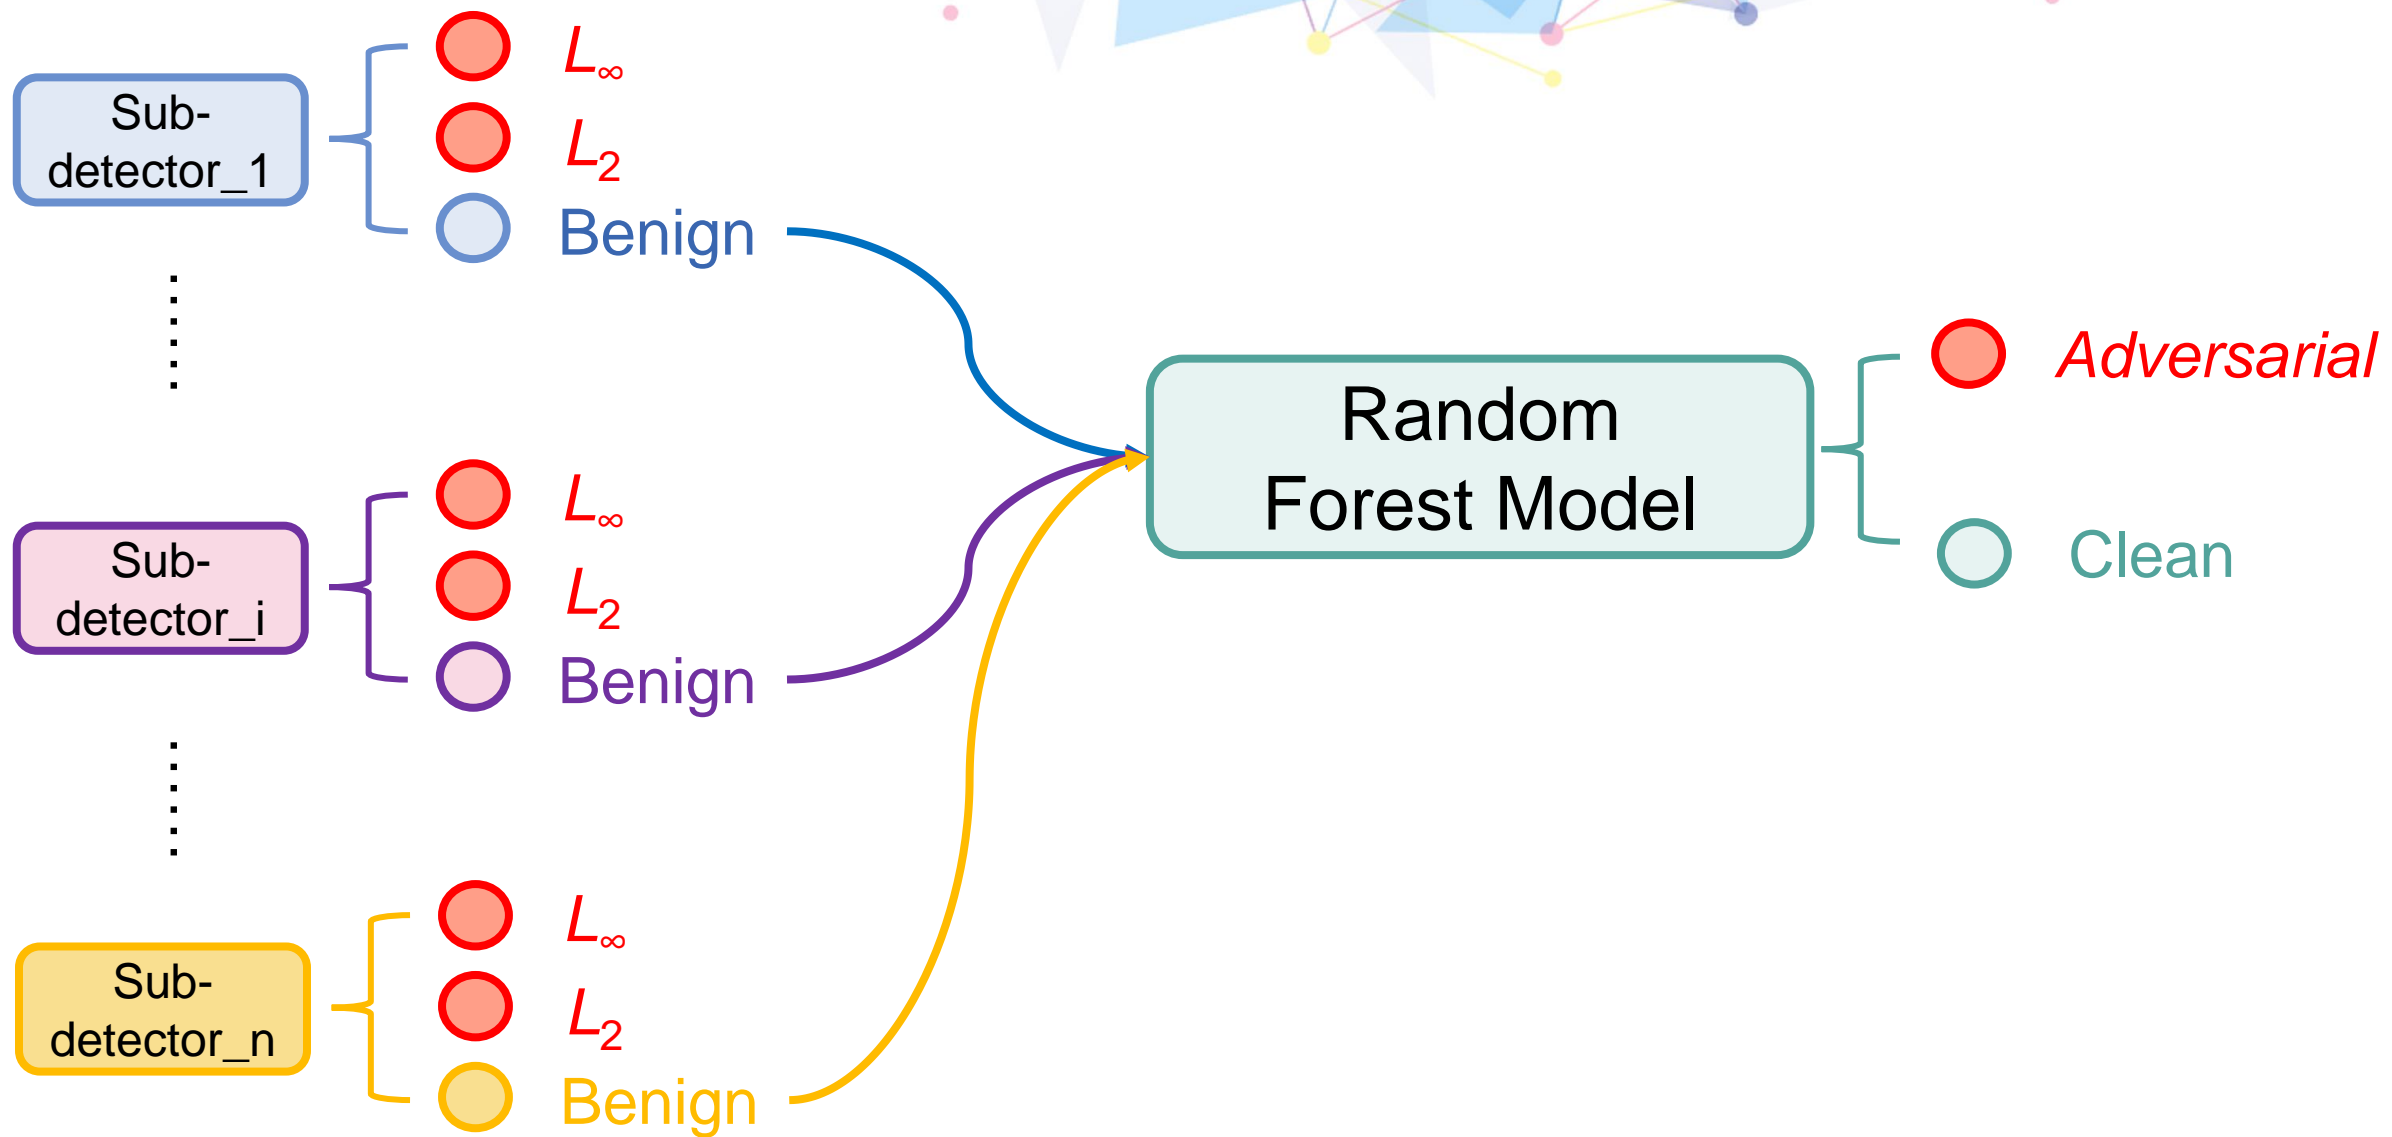 Sub-
detector_1
L∞
L2
Benign
Sub-
detector_i
L∞
L2
Benign
Sub-
detector_n
L∞
L2
Benign
Random
Forest Model
Adversarial
Clean